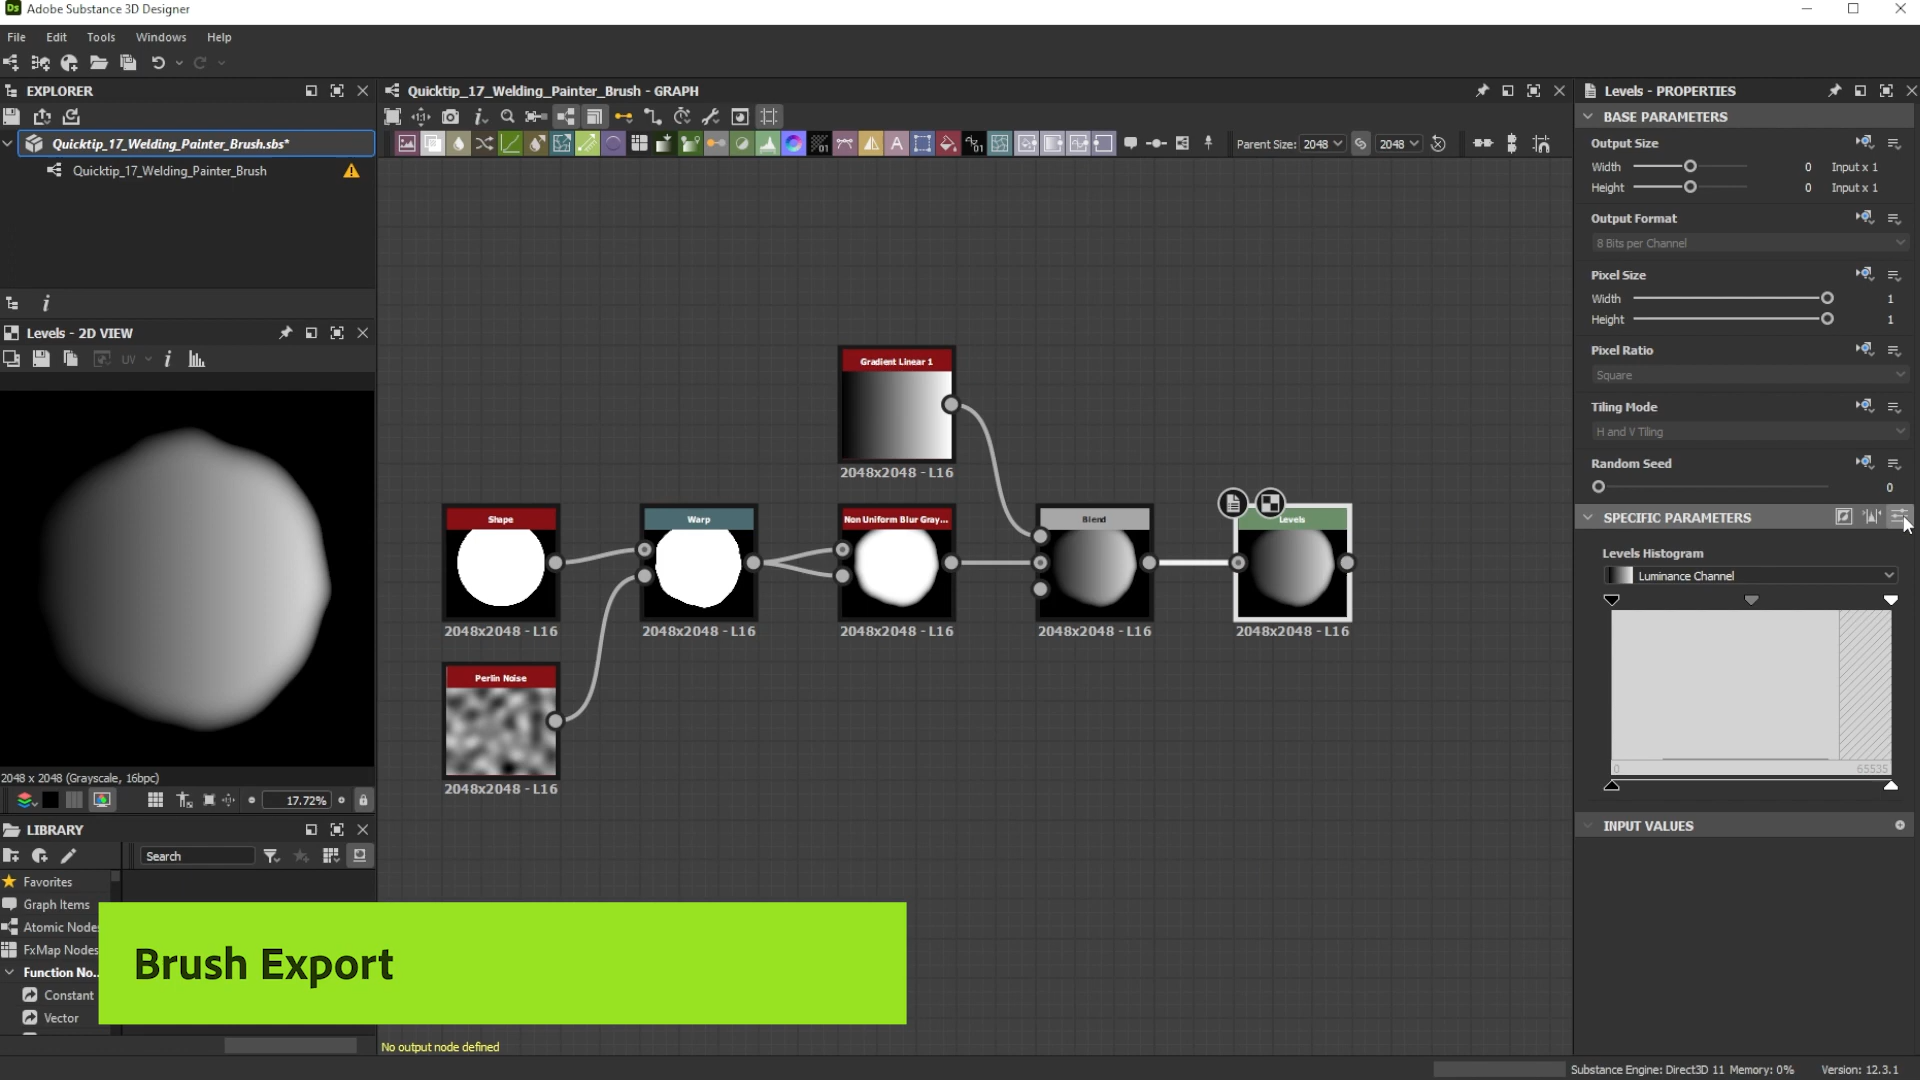 Ds Adobe Substance 3D Designer
File Edit Tools Windows Help
EXPLORER
Quicktip_17_Welding_Painter_Brush.sbs*
Quicktip_17_Welding_Painter_Brush
Levels - 2D VIEW
UV
2048 x 2048 (Grayscale, 16bpc)
17.72%
LIBRARY
Search
Favorites
Graph Items
Atomic Nodes
FxMap Nodes
Function No...
Constant
Vector
Quicktip_17_Welding_Painter_Brush - GRAPH
Parent Size: 2048 2048
Gradient Linear 1
2048x2048 - L16
Shape
2048x2048 - L16
Warp
2048x2048 - L16
Non Uniform Blur Gray...
2048x2048 - L16
Blend
2048x2048 - L16
Levels
2048x2048 - L16
Perlin Noise
2048x2048 - L16
Brush Export
No output node defined
Levels - PROPERTIES
BASE PARAMETERS
Output Size
Width 0 Input x 1
Height 0 Input x 1
Output Format
8 Bits per Channel
Pixel Size
Width 1
Height 1
Pixel Ratio
Square
Tiling Mode
H and V Tiling
Random Seed
0
SPECIFIC PARAMETERS
Levels Histogram
Luminance Channel
0 65535
INPUT VALUES
Substance Engine: Direct3D 11 Memory: 0% Version: 12.3.1